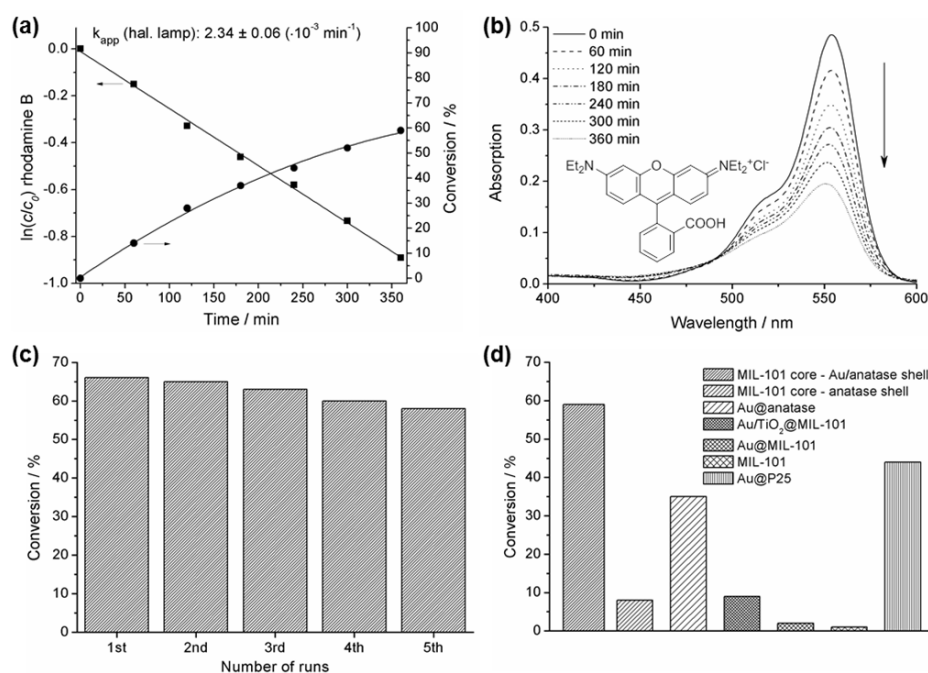 (a)
k_app (hal. lamp): 2.34 ± 0.06 (·10⁻³ min⁻¹)
0.0
-0.2
-0.4
-0.6
-0.8
-1.0
ln(c/c₀) rhodamine B
100
90
80
70
60
50
40
30
20
10
0
Conversion / %
0
50
100
150
200
250
300
350
Time / min
(b)
0 min
60 min
120 min
180 min
240 min
300 min
360 min
Et₂N
O
NEt₂⁺Cl⁻
COOH
0.5
0.4
0.3
0.2
0.1
0.0
Absorption
400
450
500
550
600
Wavelength / nm
(c)
70
60
50
40
30
20
10
0
Conversion / %
1st
2nd
3rd
4th
5th
Number of runs
(d)
MIL-101 core - Au/anatase shell
MIL-101 core - anatase shell
Au@anatase
Au/TiO₂@MIL-101
Au@MIL-101
MIL-101
Au@P25
70
60
50
40
30
20
10
0
Conversion / %